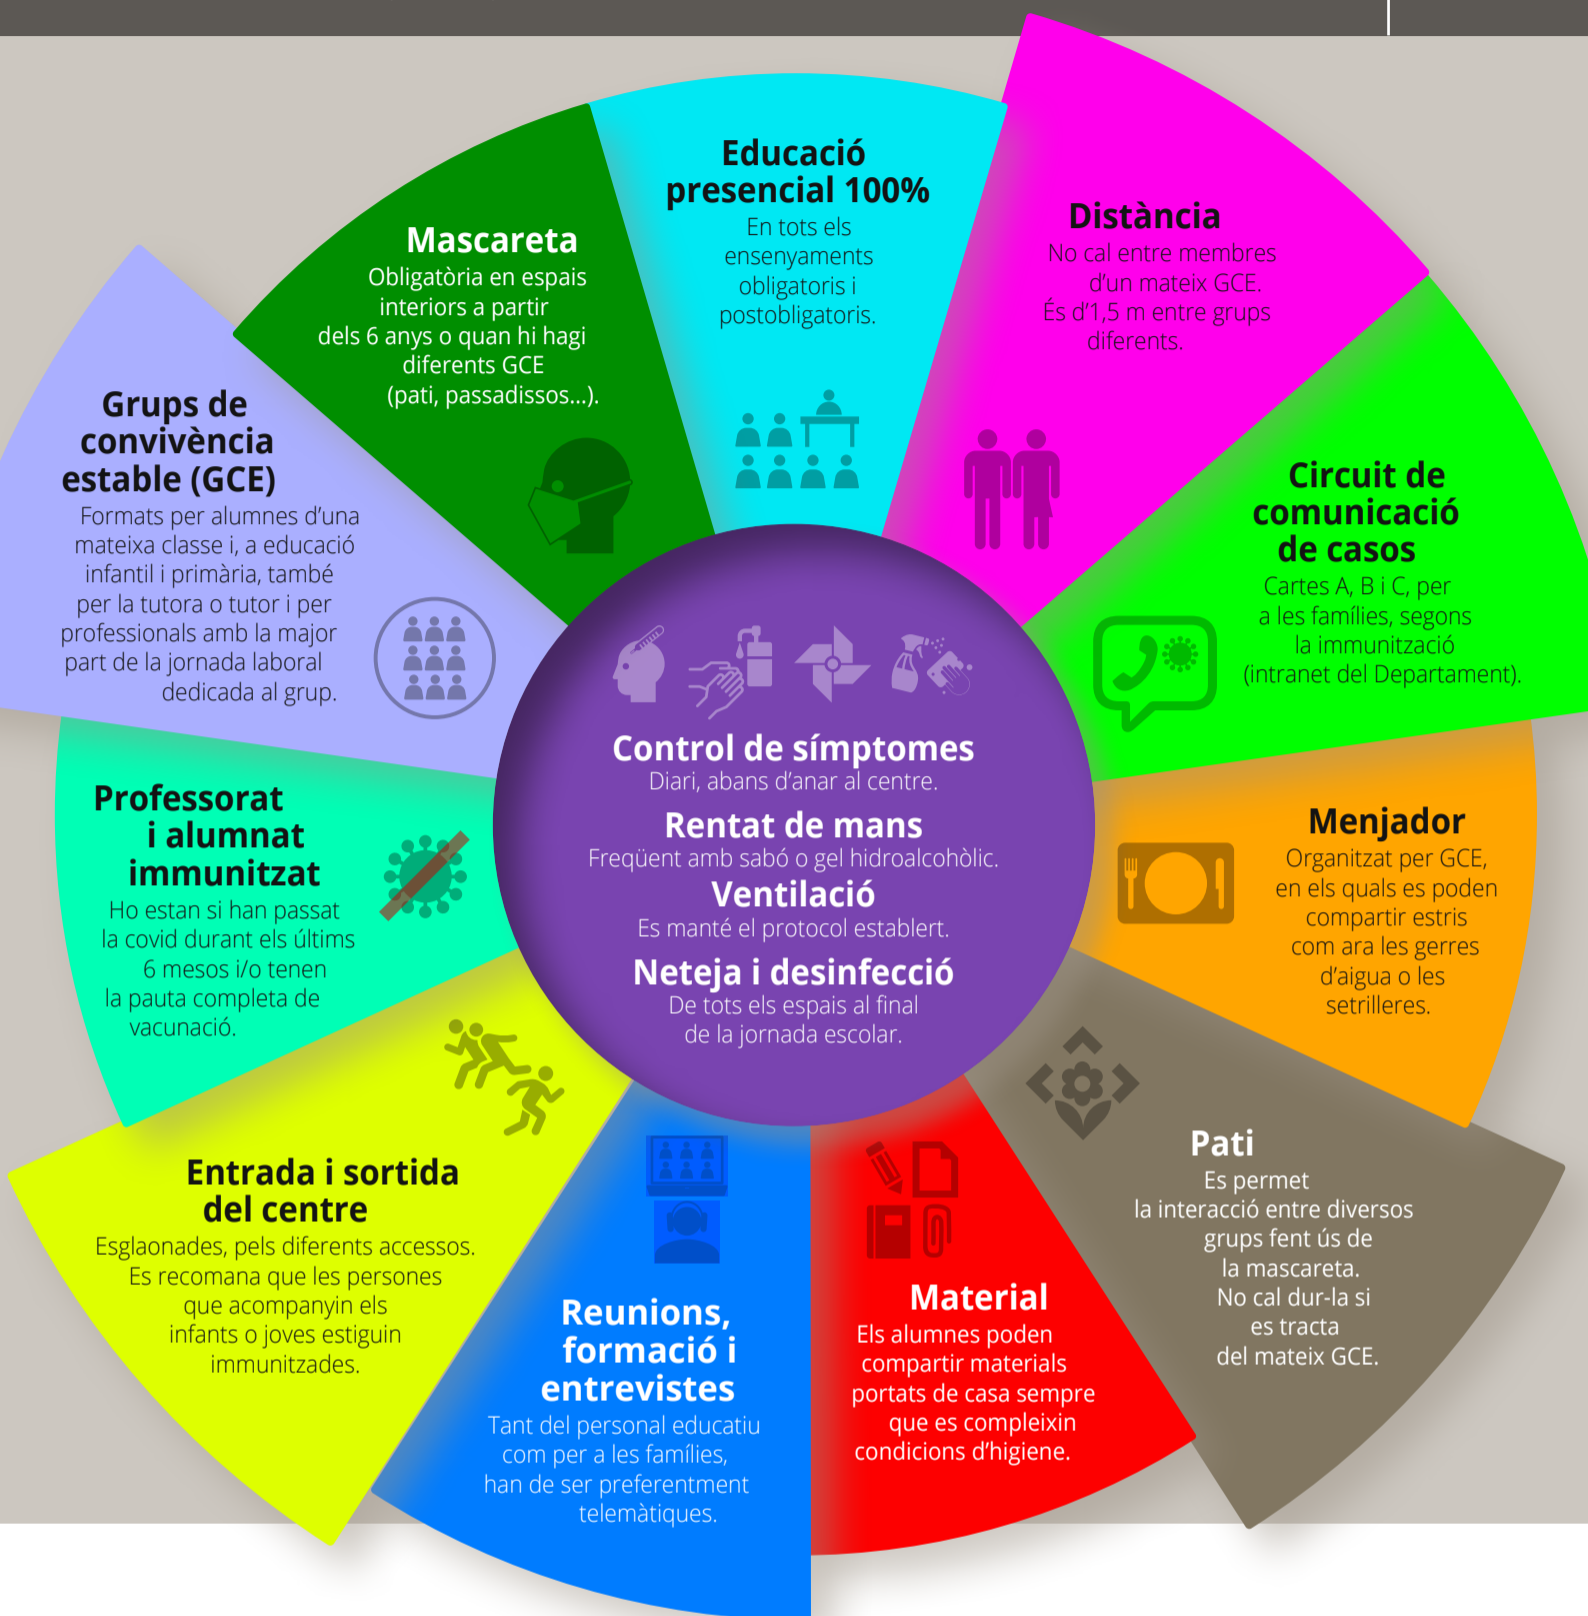 Educació
presencial 100%
En tots els
ensenyaments
obligatoris i
postobligatoris.
Distància
No cal entre membres
d'un mateix GCE.
És d'1,5 m entre grups
diferents.
Circuit de
comunicació
de casos
Cartes A, B i C, per
a les famílies, segons
la immunització
(intranet del Departament).
Menjador
Organitzat per GCE,
en els quals es poden
compartir estris
com ara les gerres
d'aigua o les
setrilleres.
Pati
Es permet
la interacció entre diversos
grups fent ús de
la mascareta.
No cal dur-la si
es tracta
del mateix GCE.
Material
Els alumnes poden
compartir materials
portats de casa sempre
que es compleixin
condicions d'higiene.
Reunions,
formació i
entrevistes
Tant del personal educatiu
com per a les famílies,
han de ser preferentment
telemàtiques.
Entrada i sortida
del centre
Esglaonades, pels diferents accessos.
Es recomana que les persones
que acompanyin els
infants o joves estiguin
immunitzades.
Professorat
i alumnat
immunitzat
Ho estan si han passat
la covid durant els últims
6 mesos i/o tenen
la pauta completa de
vacunació.
Grups de
convivència
estable (GCE)
Formats per alumnes d'una
mateixa classe i, a educació
infantil i primària, també
per la tutora o tutor i per
professionals amb la major
part de la jornada laboral
dedicada al grup.
Mascareta
Obligatòria en espais
interiors a partir
dels 6 anys o quan hi hagi
diferents GCE
(pati, passadissos...).
Control de símptomes
Diari, abans d'anar al centre.
Rentat de mans
Freqüent amb sabó o gel hidroalcohòlic.
Ventilació
Es manté el protocol establert.
Neteja i desinfecció
De tots els espais al final
de la jornada escolar.